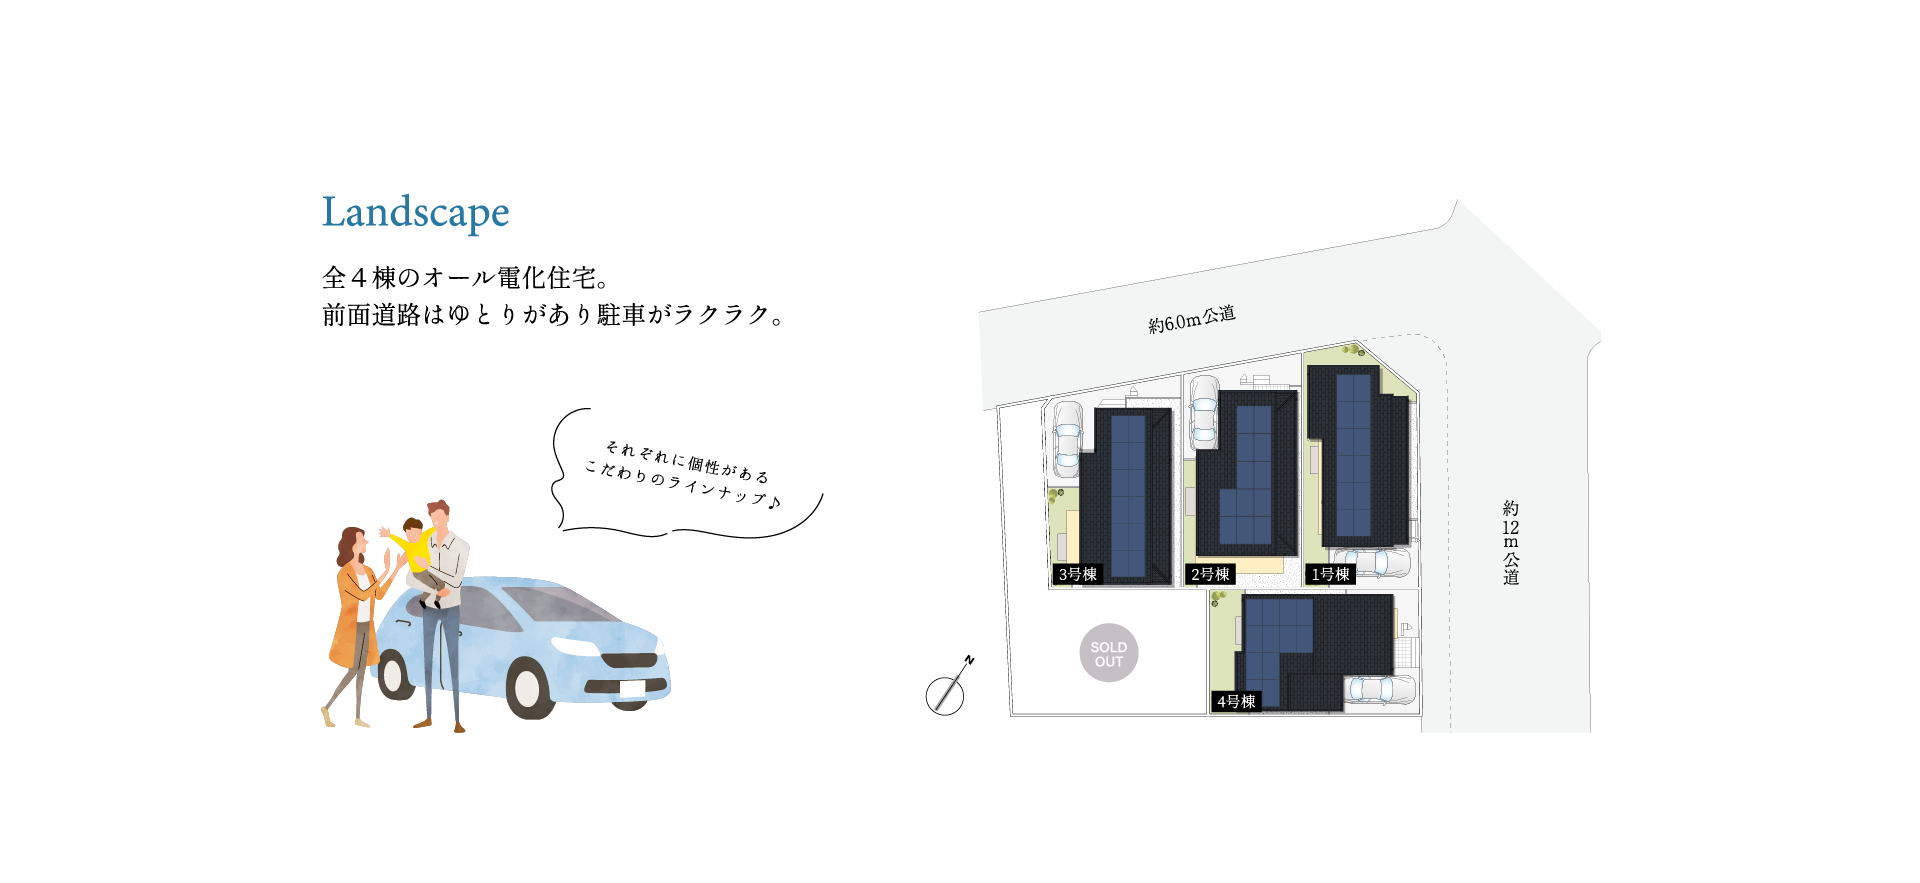 Landscape
全４棟のオール電化住宅。
前面道路はゆとりがあり駐車がラクラク。
それぞれに個性がある
こだわりのラインナップ♪
約6.0m公道
約12m公道
3号棟
2号棟
1号棟
4号棟
SOLD
OUT
N